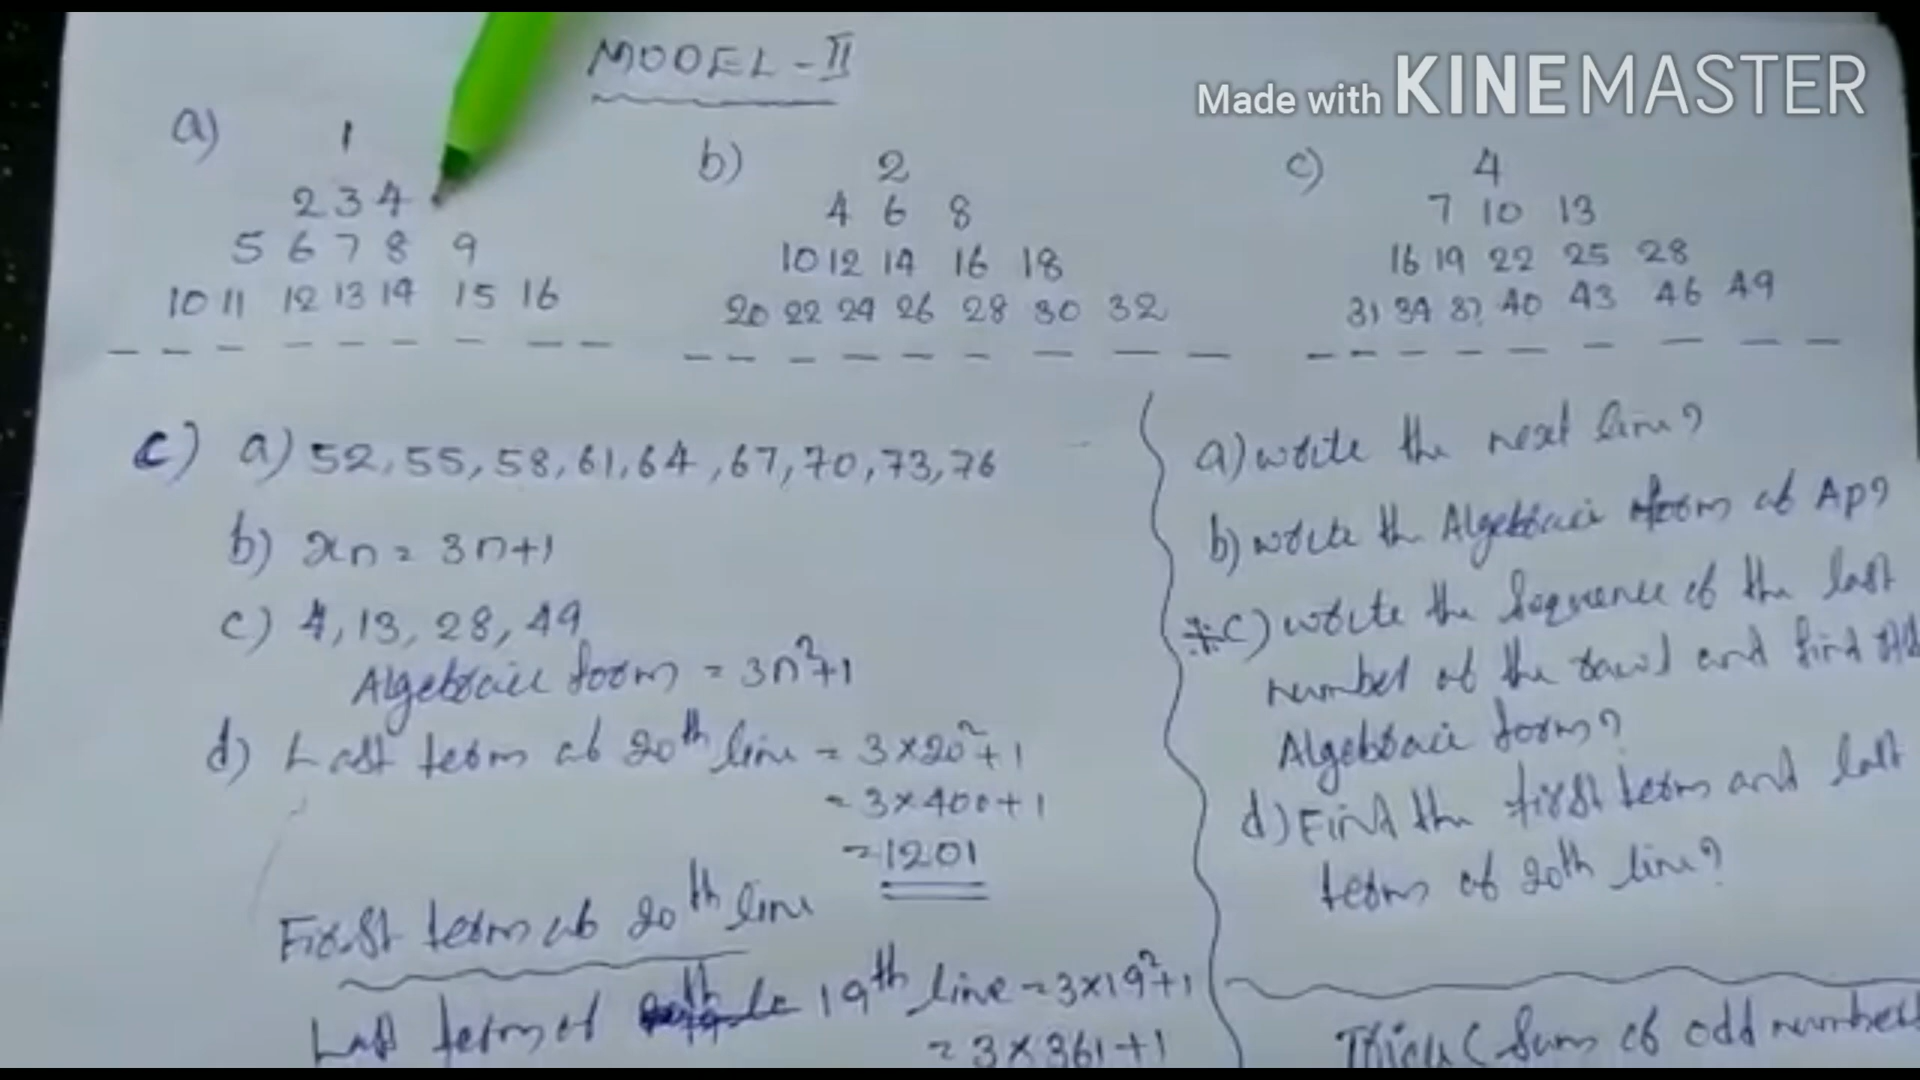 MODEL - II
Made with KINEMASTER
a) 1
2 3 4
5 6 7 8 9
10 11 12 13 14 15 16
b) 2
4 6 8
10 12 14 16 18
20 22 24 26 28 30 32
c) 4
7 10 13
16 19 22 25 28
31 34 37 40 43 46 49
c) a) 52, 55, 58, 61, 64, 67, 70, 73, 76
b) xn = 3n+1
c) 4, 13, 28, 49
Algebraic form = 3n²+1
d) Last term of 20th line = 3×20²+1
= 3×400+1
= 1201
First term of 20th line
Last term of 19th line = 3×19²+1
= 3×361+1
a) write the next line?
b) write the Algebraic form of AP?
*c) write the sequence of the last
number of the rows and find
Algebraic form?
d) Find the first term and last
terms of 20th line?
(Sum of odd numbers